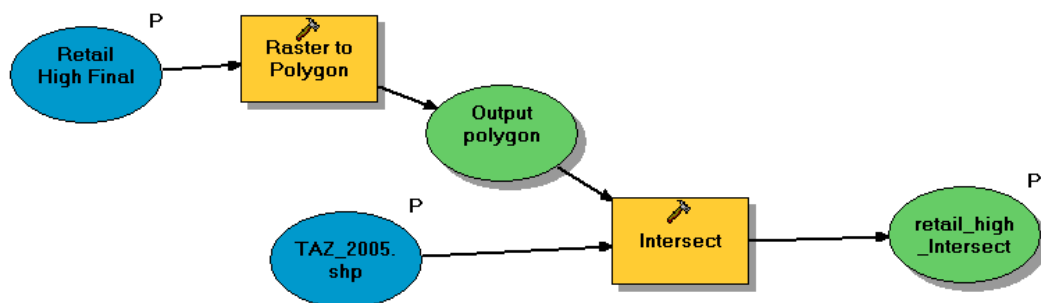 P
Retail
High Final
Raster to
Polygon
Output
polygon
P
TAZ_2005.
shp
Intersect
P
retail_high
_Intersect